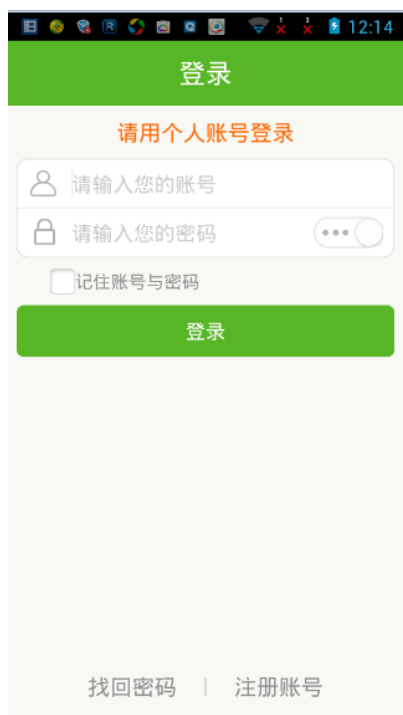 12:14
登录
请用个人账号登录
请输入您的账号
请输入您的密码
记住账号与密码
登录
找回密码 | 注册账号